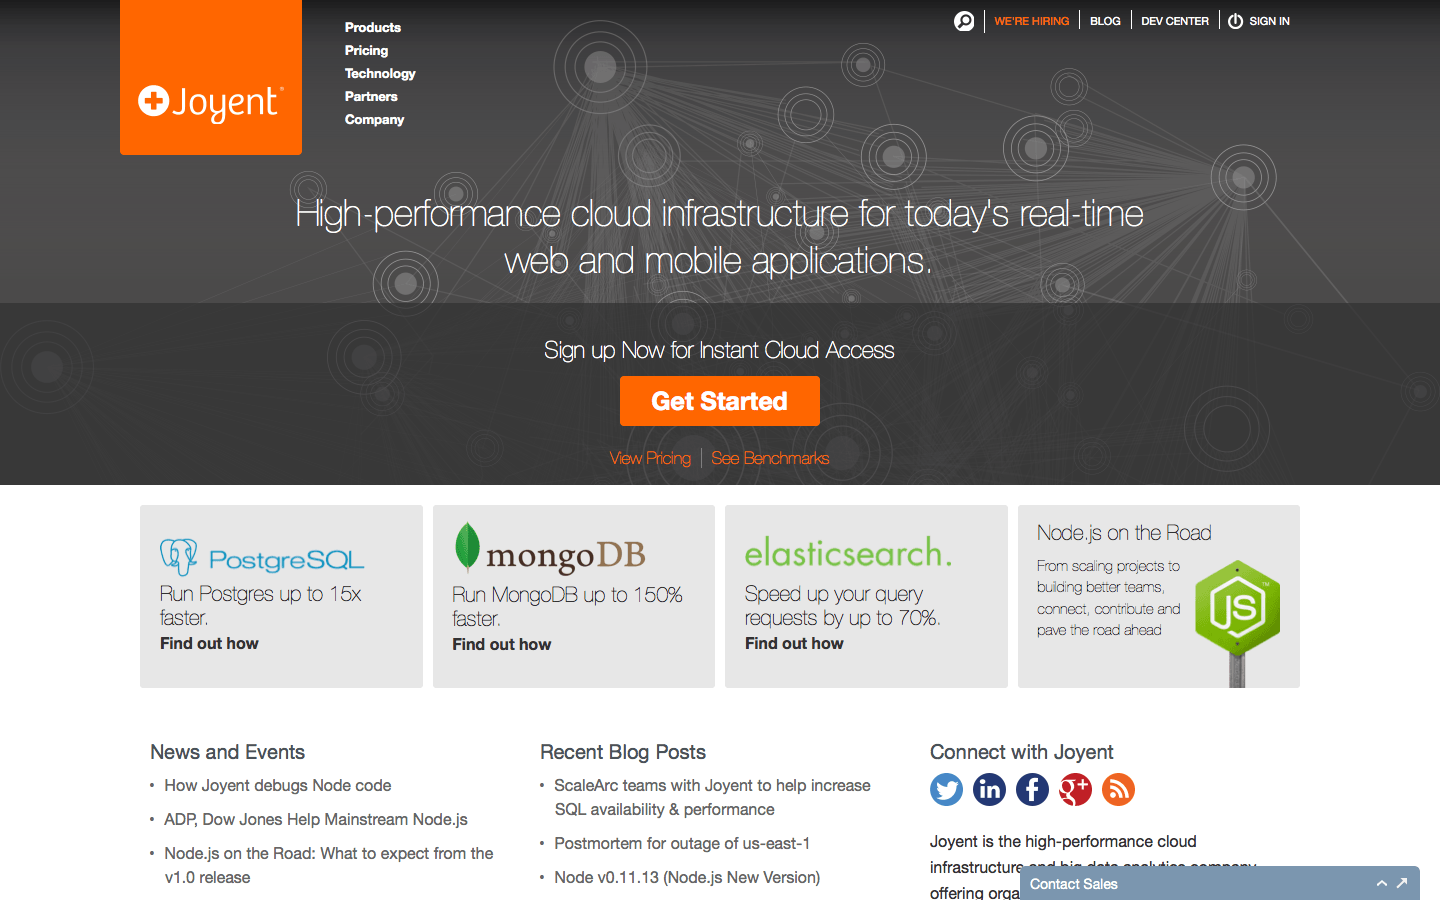 Joyent
Products
Pricing
Technology
Partners
Company
WE'RE HIRING
BLOG
DEV CENTER
SIGN IN
High-performance cloud infrastructure for today's real-time
web and mobile applications.
Sign up Now for Instant Cloud Access
Get Started
View Pricing
See Benchmarks
PostgreSQL
Run Postgres up to 15x
faster.
Find out how
mongoDB
Run MongoDB up to 150%
faster.
Find out how
elasticsearch.
Speed up your query
requests by up to 70%.
Find out how
Node.js on the Road
From scaling projects to
building better teams,
connect, contribute and
pave the road ahead
JS
TM
News and Events
• How Joyent debugs Node code
• ADP, Dow Jones Help Mainstream Node.js
• Node.js on the Road: What to expect from the
v1.0 release
Recent Blog Posts
• ScaleArc teams with Joyent to help increase
SQL availability & performance
• Postmortem for outage of us-east-1
• Node v0.11.13 (Node.js New Version)
Connect with Joyent
in
f
g+
Joyent is the high-performance cloud
infrastructure and big data analytics company
offering
Contact Sales